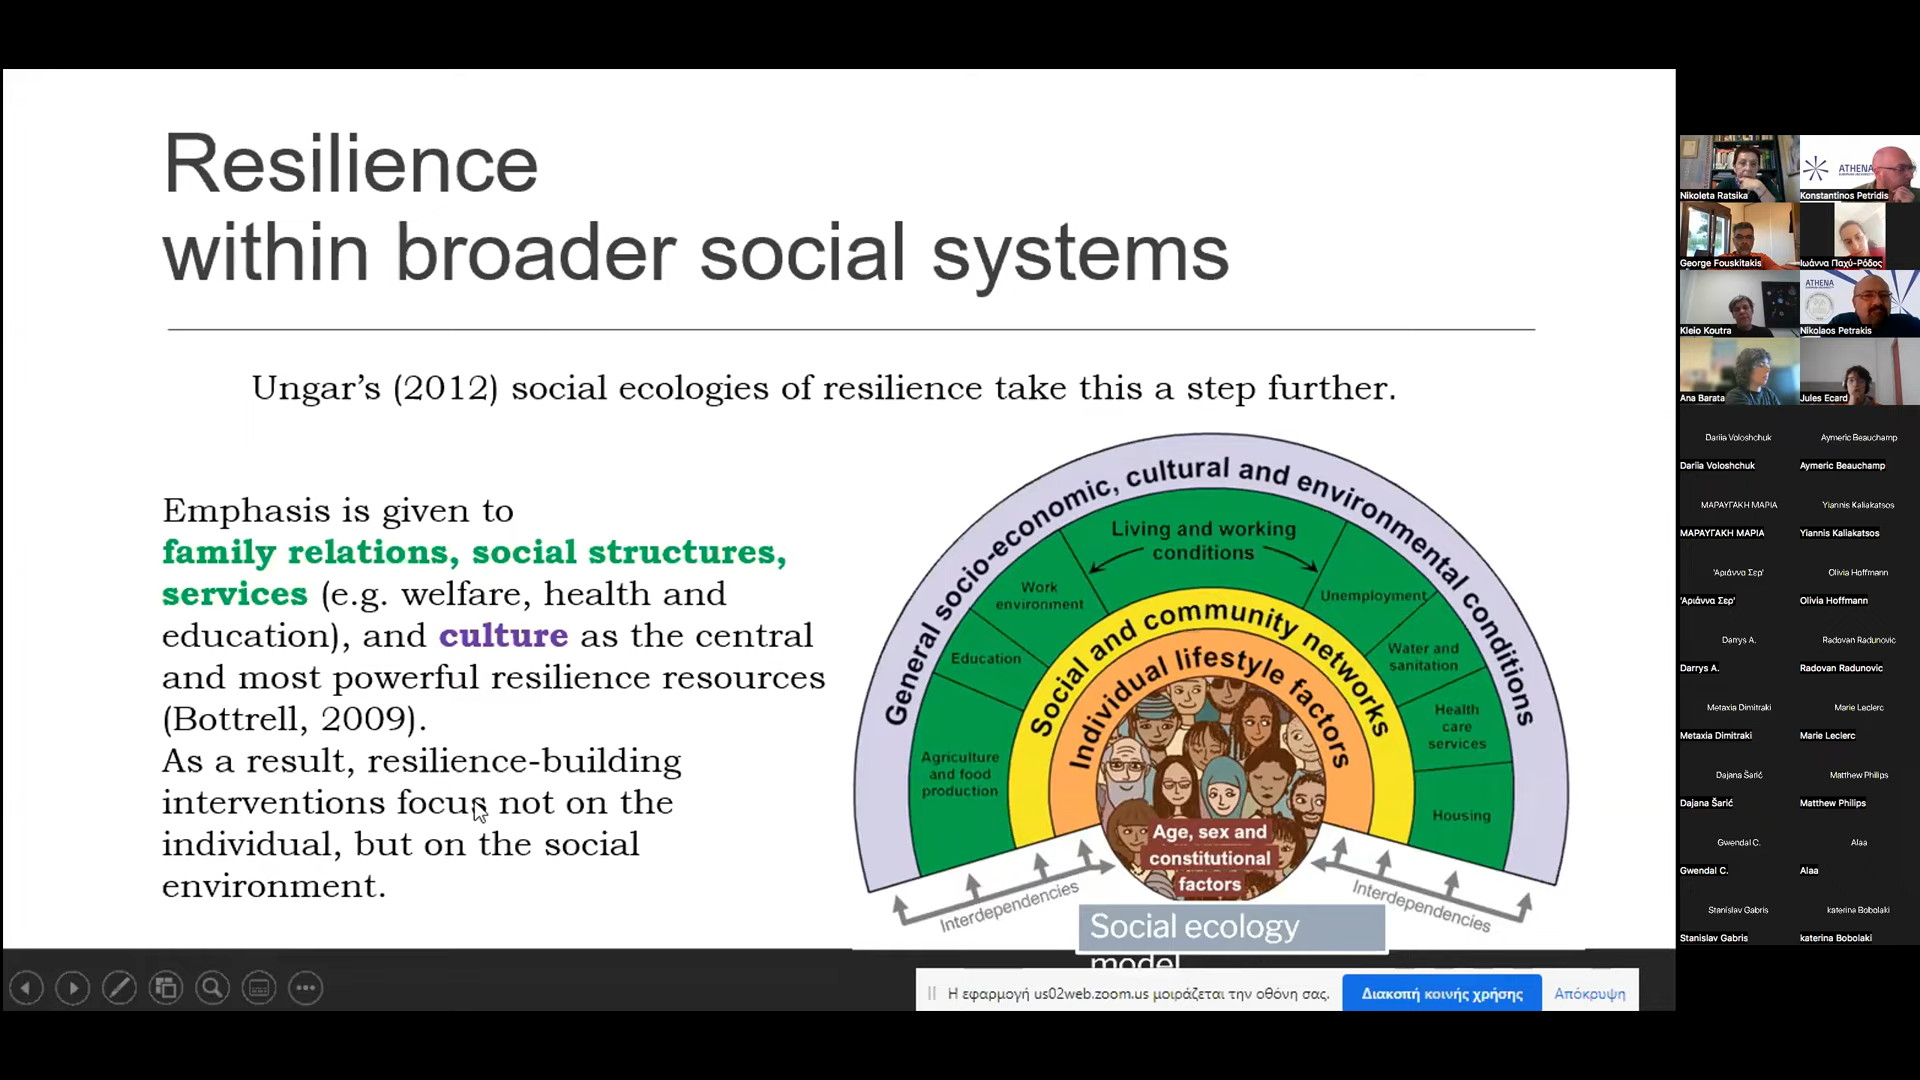 Resilience
within broader social systems
Ungar’s (2012) social ecologies of resilience take this a step further.
Emphasis is given to
family relations, social structures,
services (e.g. welfare, health and
education), and culture as the central
and most powerful resilience resources
(Bottrell, 2009).
As a result, resilience-building
interventions focus not on the
individual, but on the social
environment.
General socio-economic, cultural and environmental conditions
Living and working
conditions
Work
environment
Unemployment
Education
Water and
sanitation
Agriculture
and food
production
Health
care
services
Housing
Social and community networks
Individual lifestyle factors
Age, sex and
constitutional
factors
Interdependencies
Interdependencies
Social ecology
model
Η εφαρμογή us02web.zoom.us μοιράζεται την οθόνη σας.
Διακοπή κοινής χρήσης
Απόκρυψη
ATHENA
Nikoleta Ratsika
Konstantinos Petridis
George Fouskitakis
Ιωάννα Παχύ-Ρόδος
ATHENA
Kleio Koutra
Nikolaos Petrakis
Ana Barata
Jules Ecard
Dariia Voloshchuk
Aymeric Beauchamp
Dariia Voloshchuk
Aymeric Beauchamp
ΜΑΡΑΥΓΑΚΗ ΜΑΡΙΑ
Yiannis Kaliakatsos
ΜΑΡΑΥΓΑΚΗ ΜΑΡΙΑ
Yiannis Kaliakatsos
'Αριάννα Σερ'
Olivia Hoffmann
'Αριάννα Σερ'
Olivia Hoffmann
Darrys A.
Radovan Radunovic
Darrys A.
Radovan Radunovic
Metaxia Dimitraki
Marie Leclerc
Metaxia Dimitraki
Marie Leclerc
Dajana Šarić
Matthew Philips
Dajana Šarić
Matthew Philips
Gwendal C.
Alaa
Gwendal C.
Alaa
Stanislav Gabris
katerina Bobolaki
Stanislav Gabris
katerina Bobolaki